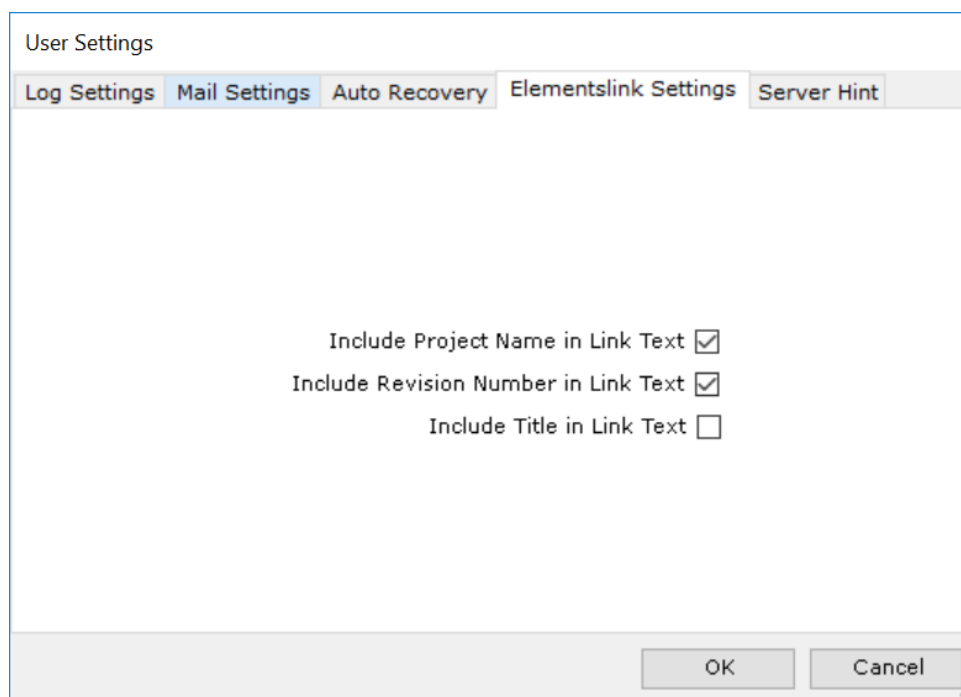 User Settings
Log Settings Mail Settings Auto Recovery Elementslink Settings Server Hint
Include Project Name in Link Text
Include Revision Number in Link Text
Include Title in Link Text
OK Cancel